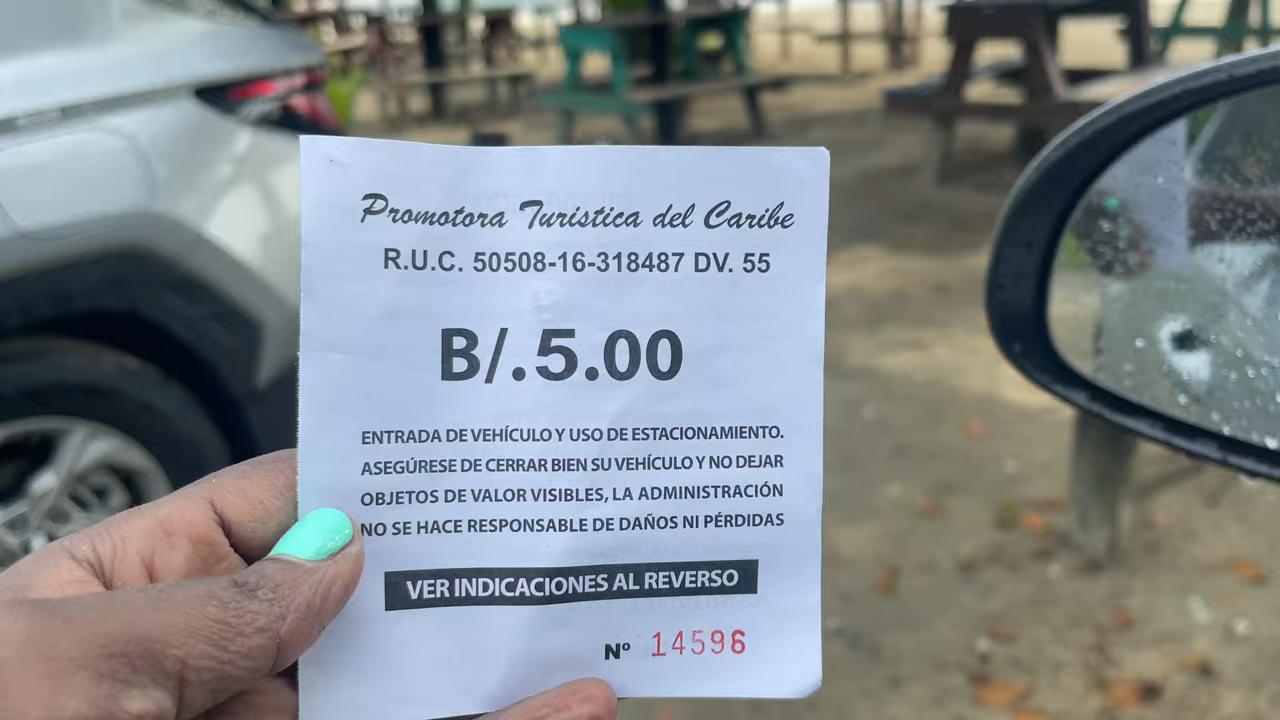 Promotora Turistica del Caribe
R.U.C. 50508-16-318487 DV. 55
B/.5.00
ENTRADA DE VEHÍCULO Y USO DE ESTACIONAMIENTO.
ASEGÚRESE DE CERRAR BIEN SU VEHÍCULO Y NO DEJAR
OBJETOS DE VALOR VISIBLES, LA ADMINISTRACIÓN
NO SE HACE RESPONSABLE DE DAÑOS NI PÉRDIDAS
VER INDICACIONES AL REVERSO
Nº 14596